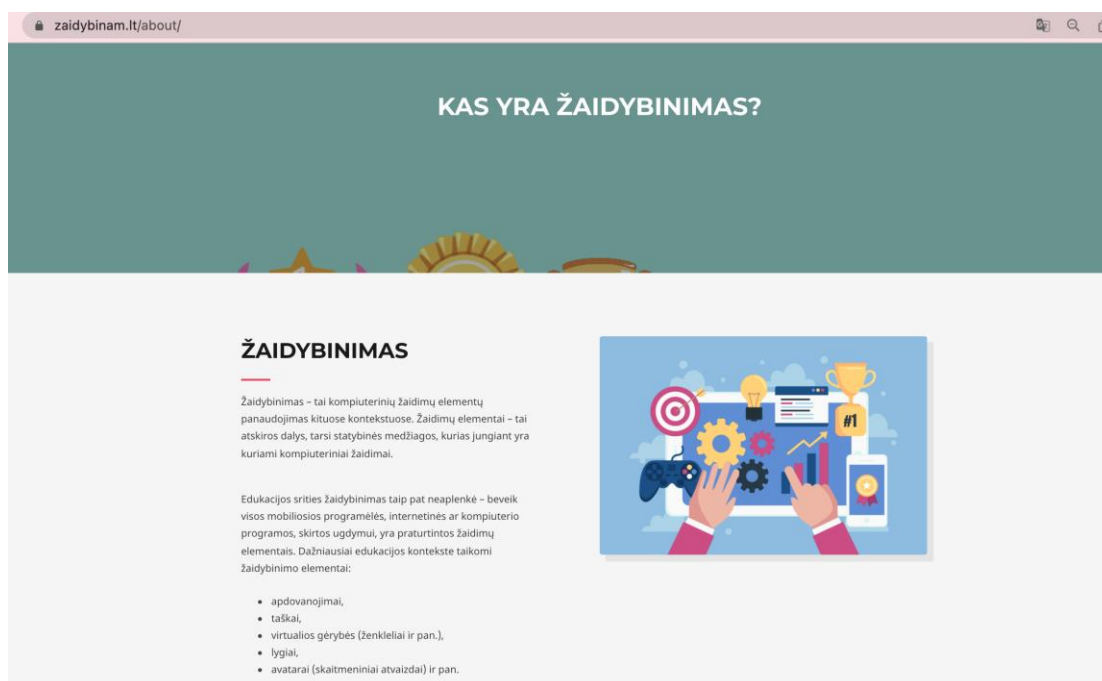 zaidybinam.lt/about/
KAS YRA ŽAIDYBINIMAS?
ŽAIDYBINIMAS
Žaidybinimas – tai kompiuterinių žaidimų elementų
panaudojimas kituose kontekstuose. Žaidimų elementai – tai
atskiros dalys, tarsi statybinės medžiagos, kurias jungiant yra
kuriami kompiuteriniai žaidimai.
#1
Edukacijos srities žaidybinimas taip pat neaplenkė – beveik
visos mobiliosios programėlės, internetinės ar kompiuterio
programos, skirtos ugdymui, yra praturtintos žaidimų
elementais. Dažniausiai edukacijos kontekste taikomi
žaidybinimo elementai:
• apdovanojimai,
• taškai,
• virtualios gėrybės (ženkleliai ir pan.),
• lygiai,
• avatarai (skaitmeniniai atvaizdai) ir pan.